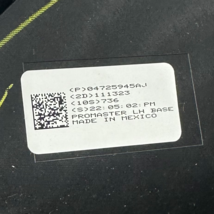 (P)04725945AJ
(2D)111323
(10S)736
(S)22:05:02:PM
PROMASTER LH BASE
MADE IN MEXICO